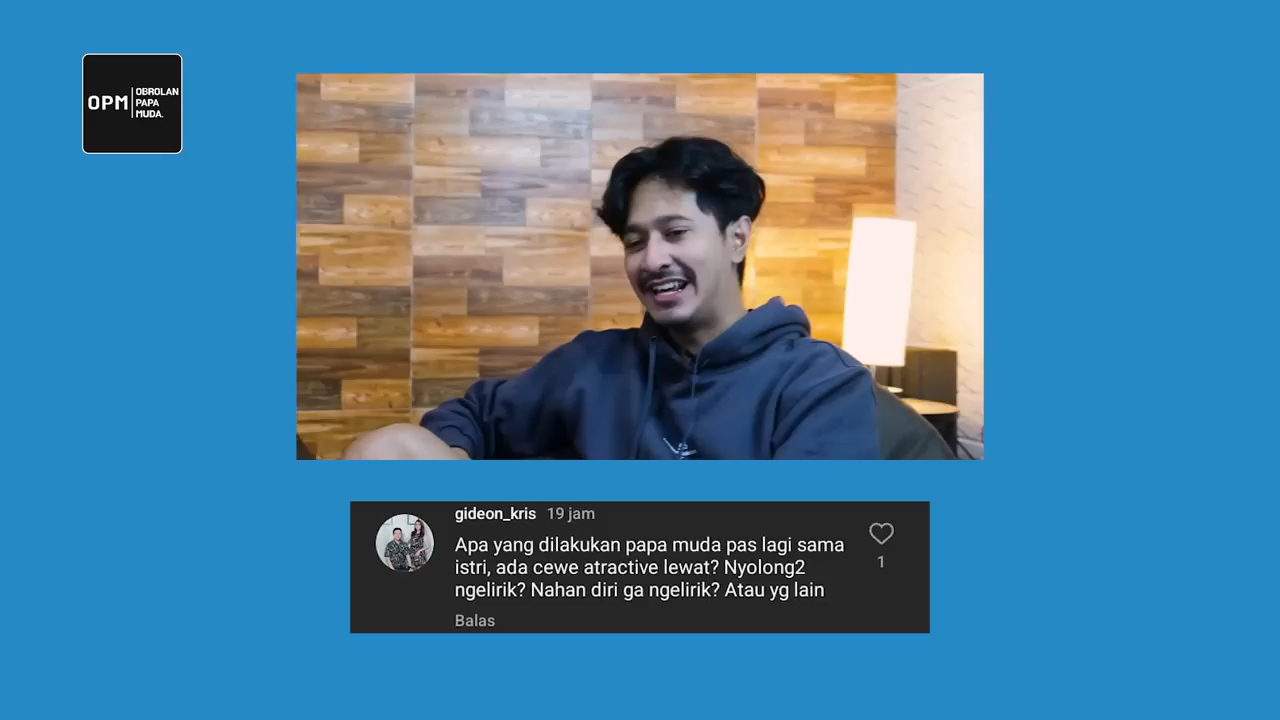 OPM
OBROLAN
PAPA
MUDA.
gideon_kris 19 jam
Apa yang dilakukan papa muda pas lagi sama
istri, ada cewe atractive lewat? Nyolong2
ngelirik? Nahan diri ga ngelirik? Atau yg lain
1
Balas